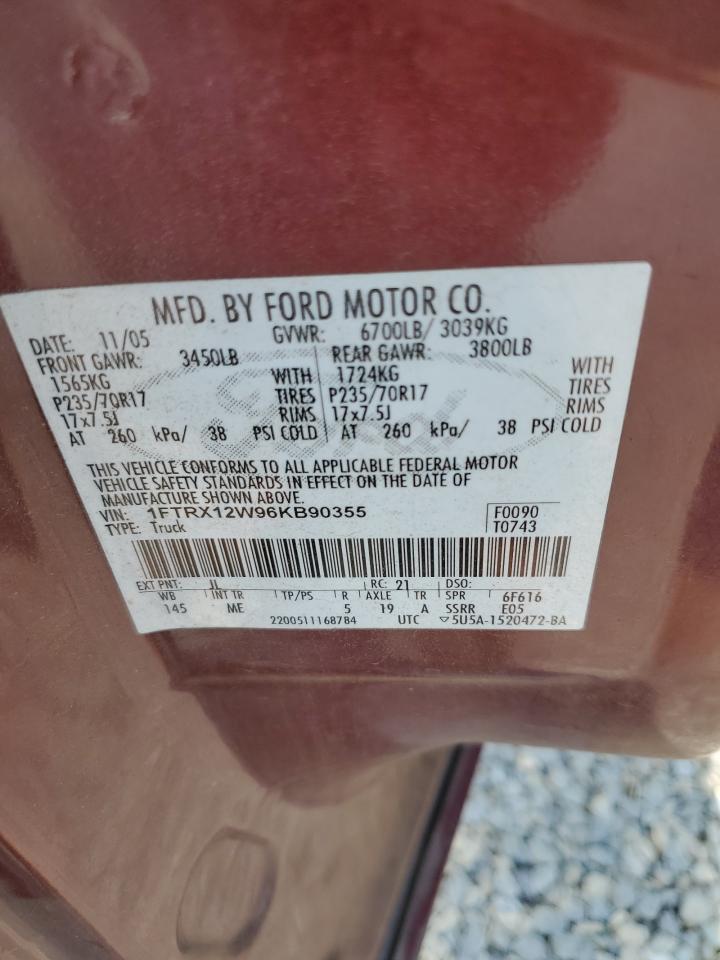 MFD. BY FORD MOTOR CO.
DATE: 11/05 GVWR: 6700LB/ 3039KG
FRONT GAWR: 3450LB REAR GAWR: 3800LB
1565KG WITH 1724KG WITH
P235/70R17 TIRES P235/70R17 TIRES
17x7.5J RIMS 17x7.5J RIMS
AT 260 kPa/ 38 PSI COLD AT 260 kPa/ 38 PSI COLD
Ford
THIS VEHICLE CONFORMS TO ALL APPLICABLE FEDERAL MOTOR
VEHICLE SAFETY STANDARDS IN EFFECT ON THE DATE OF
MANUFACTURE SHOWN ABOVE.
VIN: 1FTRX12W96KB90355 F0090
TYPE: Truck T0743
EXT PNT: JL RC: 21 DSO:
WB INT TR TP/PS R AXLE TR SPR 6F616
145 ME 5 19 A SSRR E05
2200511168784 UTC ▽5U5A-1520472-BA